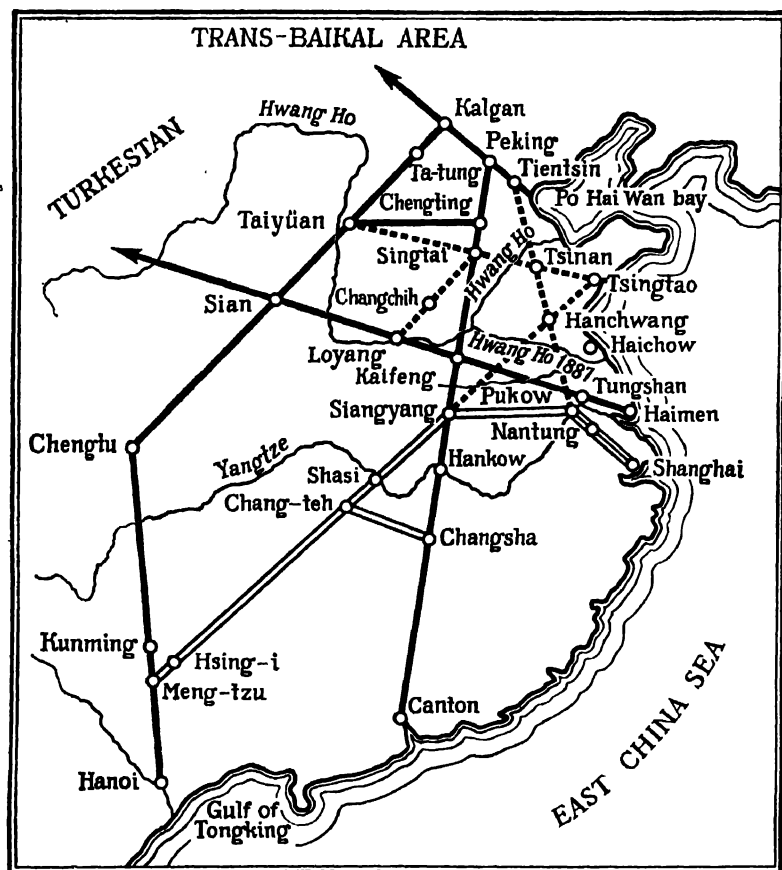 TRANS-BAIKAL AREA
Hwang Ho
Kalgan
TURKESTAN
Peking
Ta-tung
Tientsin
Chengting
Po Hai Wan bay
Taiyüan
Hwang Ho
Singtai
Tsinan
Tsingtao
Changchih
Sian
Hanchwang
Loyang
Hwang Ho 1887
Haichow
Kaifeng
Tungshan
Pukow
Siangyang
Haimen
Nantung
Chengtu
Yangtze
Hankow
Shasi
Shanghai
Chang-teh
Changsha
Kunming
Hsing-i
Meng-tzu
Canton
EAST CHINA SEA
Hanoi
Gulf of
Tongking